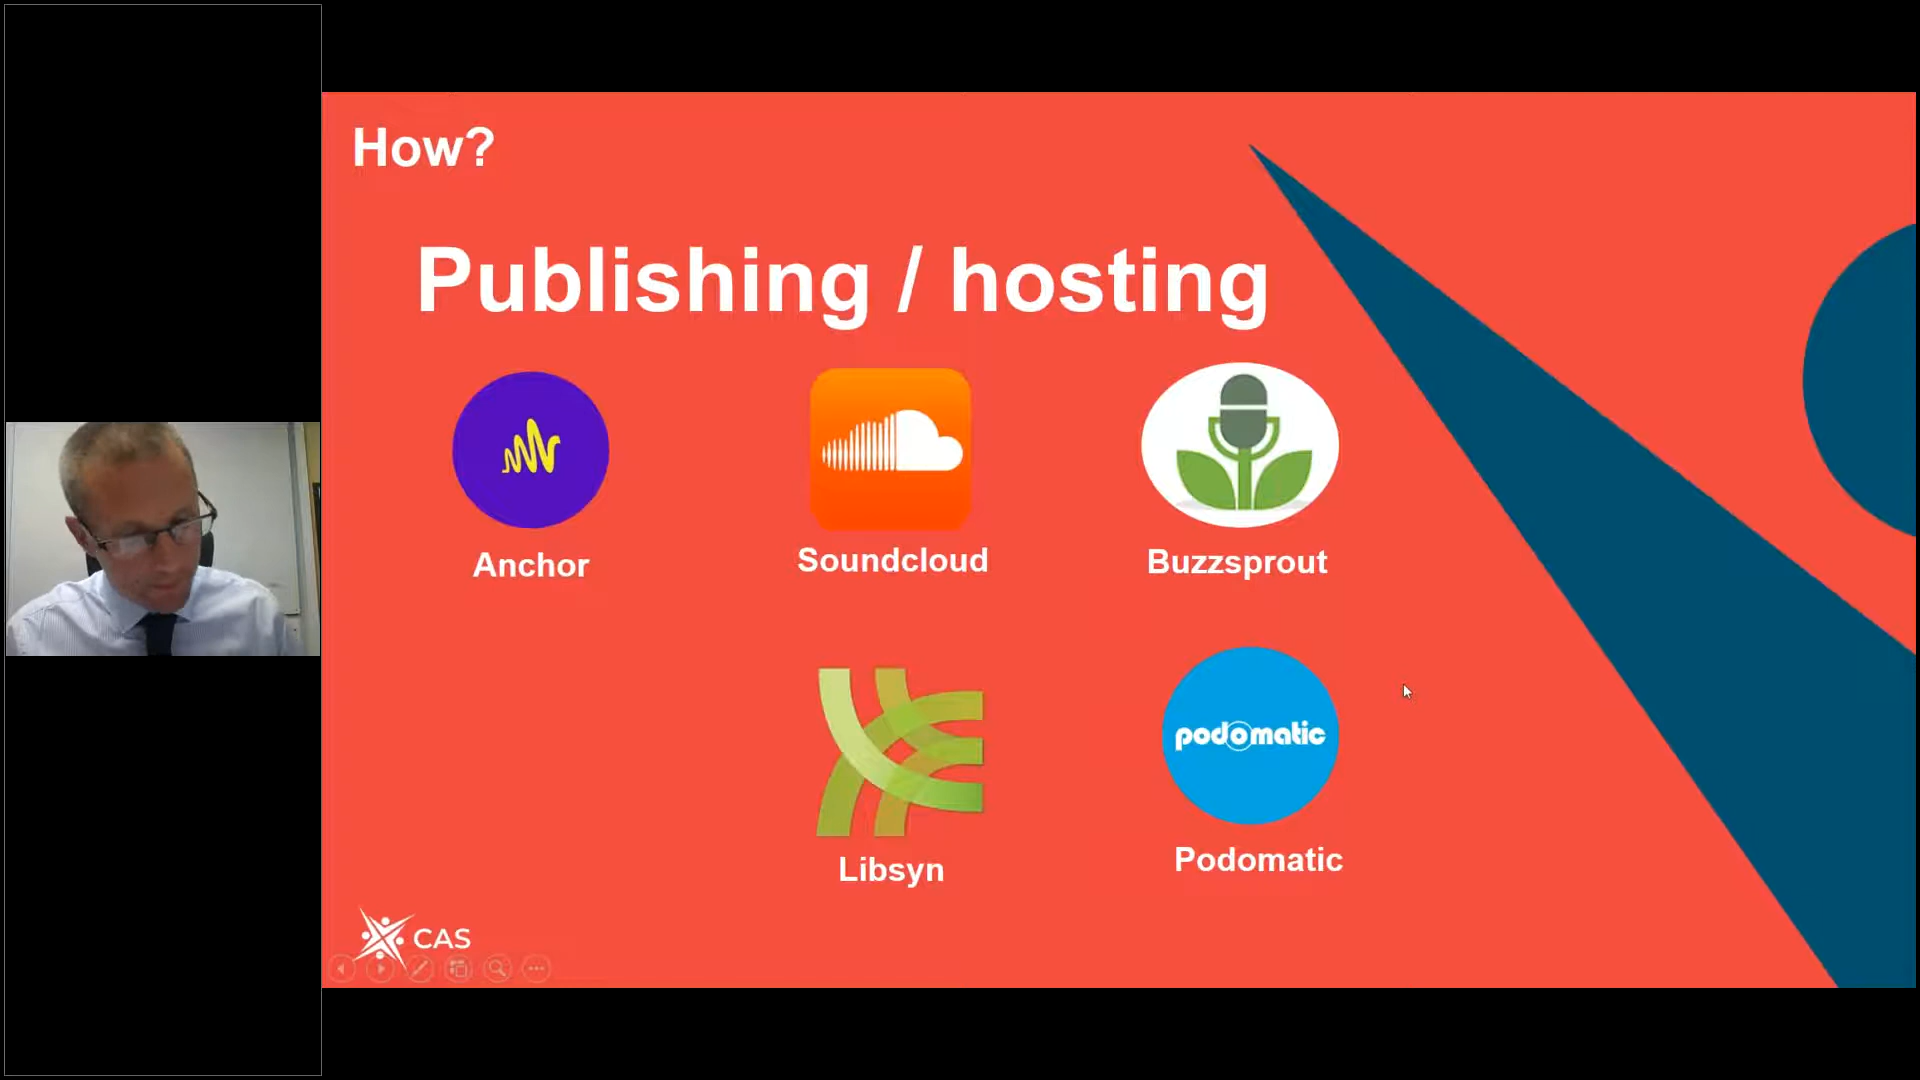 How?
Publishing / hosting
Anchor
Soundcloud
Buzzsprout
podomatic
Libsyn
Podomatic
CAS